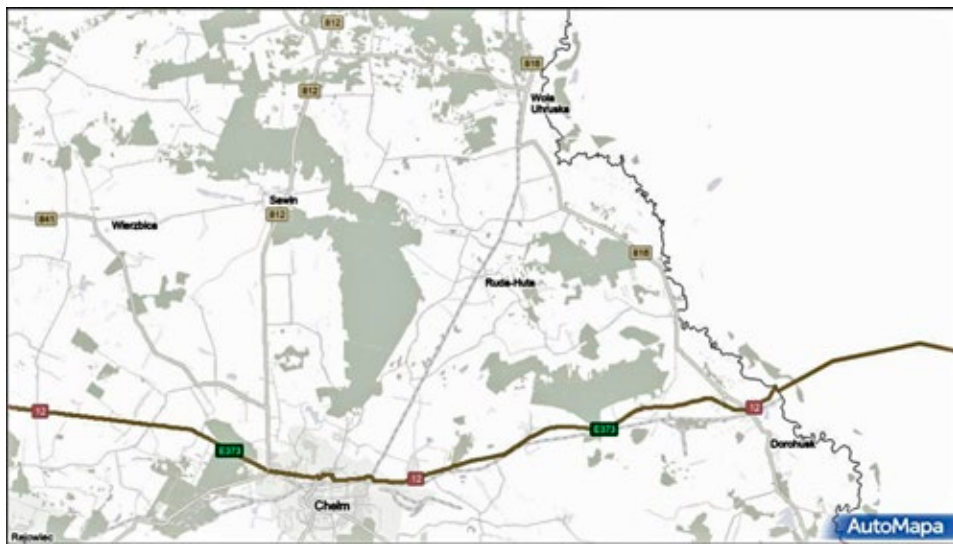 812
816
812
Wola
Uhruska
Sawin
841
812
Wierzbica
816
Ruda-Huta
12
12
E373
E373
Dorohusk
12
Chełm
Rejowiec
AutoMapa